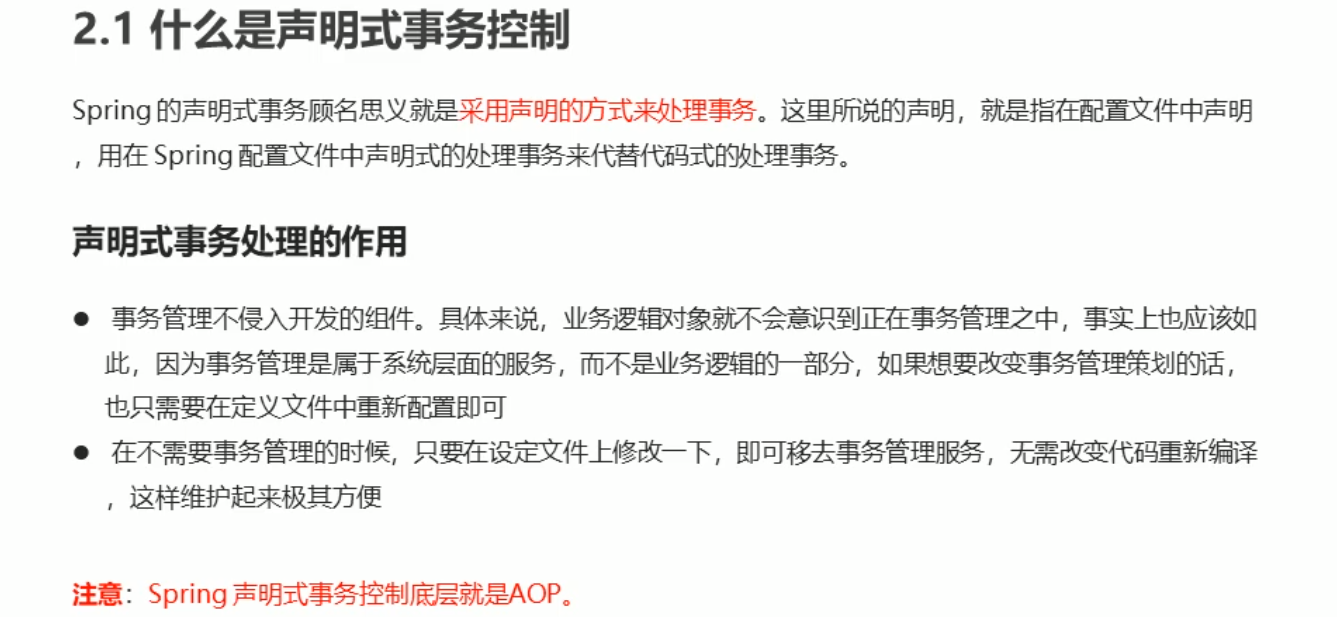 2.1 什么是声明式事务控制
Spring 的声明式事务顾名思义就是采用声明的方式来处理事务。这里所说的声明，就是指在配置文件中声明
，用在 Spring 配置文件中声明式的处理事务来代替代码式的处理事务。
声明式事务处理的作用
● 事务管理不侵入开发的组件。具体来说，业务逻辑对象就不会意识到正在事务管理之中，事实上也应该如
此，因为事务管理是属于系统层面的服务，而不是业务逻辑的一部分，如果想要改变事务管理策划的话，
也只需要在定义文件中重新配置即可
● 在不需要事务管理的时候，只要在设定文件上修改一下，即可移去事务管理服务，无需改变代码重新编译
，这样维护起来极其方便
注意：Spring 声明式事务控制底层就是AOP。